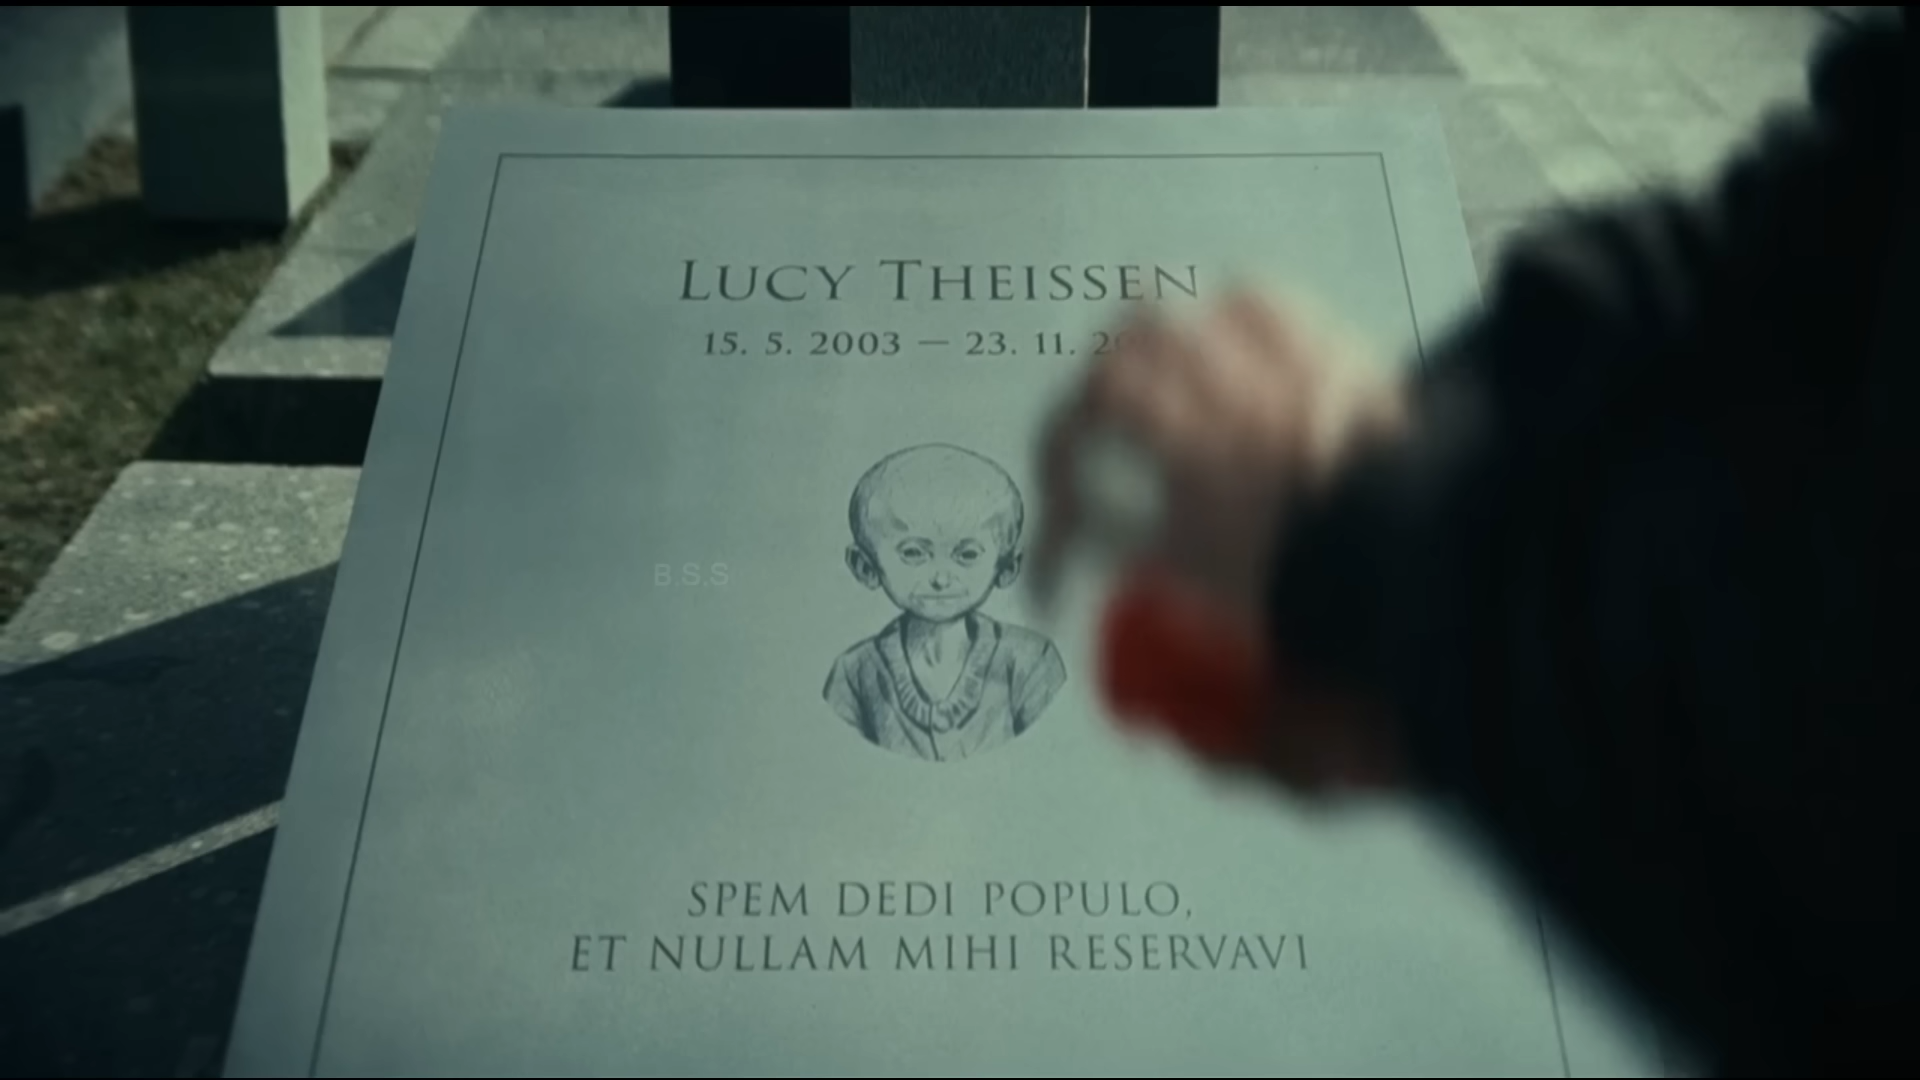 LUCY THEISSEN
15. 5. 2003 — 23. 11.
B.S.S
SPEM DEDI POPULO,
ET NULLAM MIHI RESERVAVI